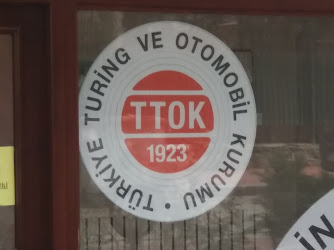 TÜRKİYE TURİNG VE OTOMOBİL KURUMU •
TTOK
1923